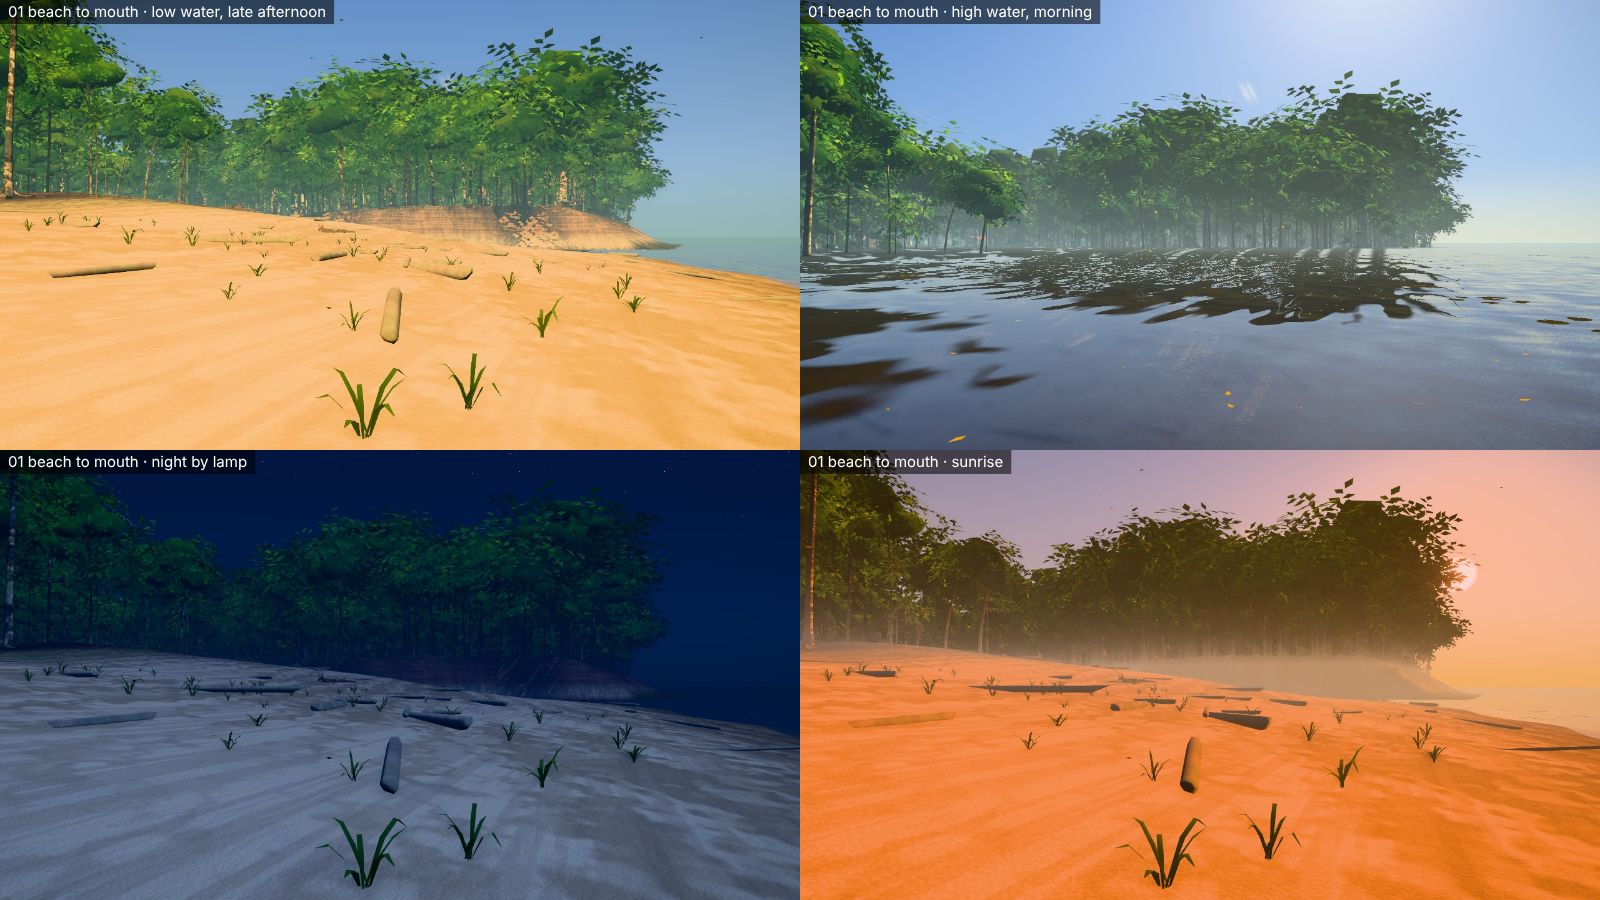 01 beach to mouth · low water, late afternoon
01 beach to mouth · high water, morning
01 beach to mouth · night by lamp
01 beach to mouth · sunrise